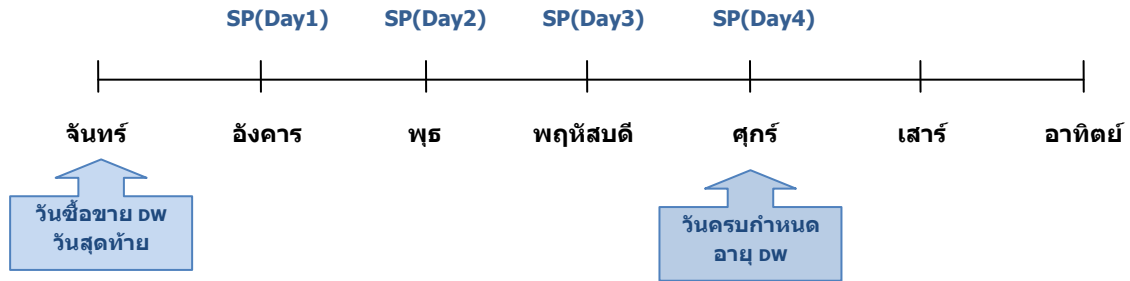 SP(Day1) SP(Day2) SP(Day3) SP(Day4)
จันทร์ อังคาร พุธ พฤหัสบดี ศุกร์ เสาร์ อาทิตย์
วันซื้อขาย DW
วันสุดท้าย
วันครบกำหนด
อายุ DW